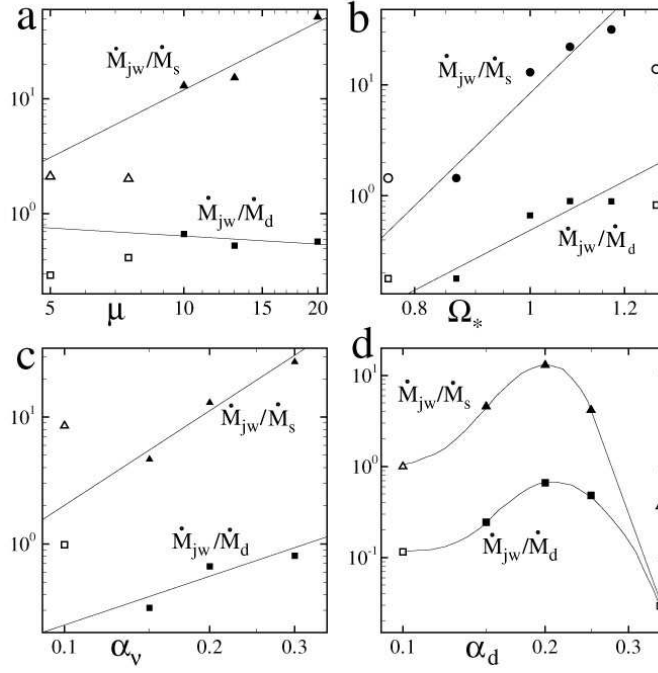 a
Ṁjw/Ṁs
Ṁjw/Ṁd
10¹
10⁰
5 10 15 20
μ
b
Ṁjw/Ṁs
Ṁjw/Ṁd
10¹
10⁰
0.8 1 1.2
Ω*
c
Ṁjw/Ṁs
Ṁjw/Ṁd
10¹
10⁰
0.1 0.2 0.3
αν
d
Ṁjw/Ṁs
Ṁjw/Ṁd
10¹
10⁰
10⁻¹
0.1 0.2 0.3
αd